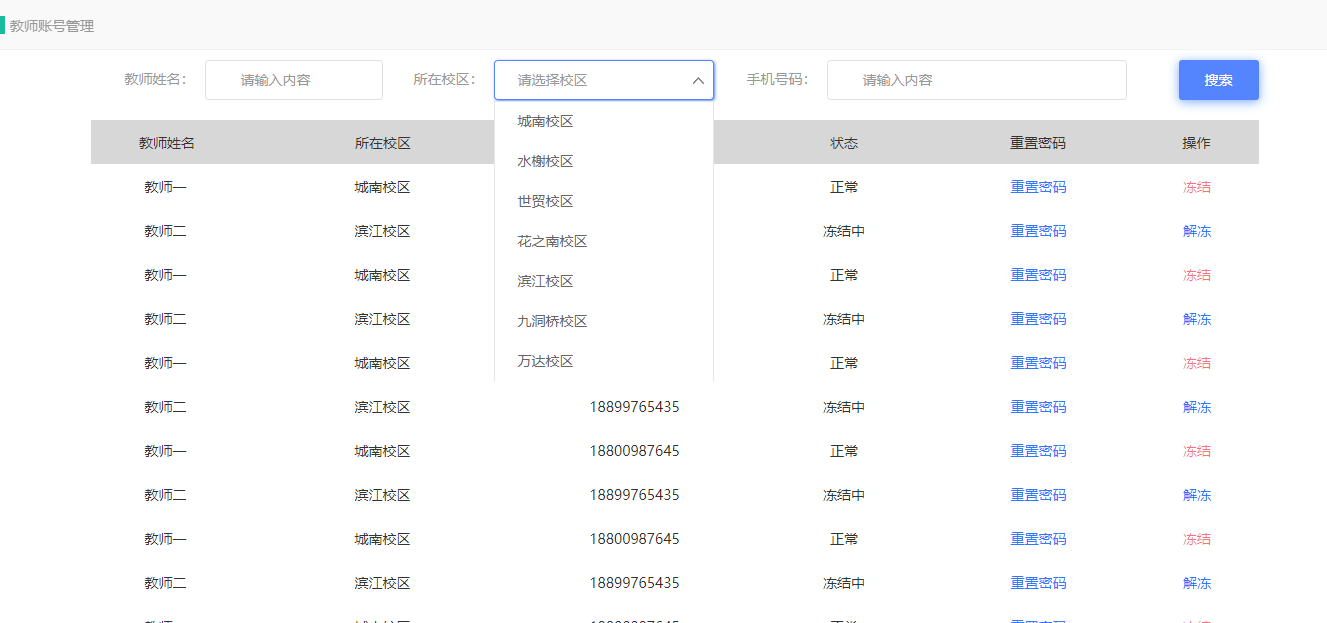 教师账号管理
教师姓名： 请输入内容 所在校区： 请选择校区 手机号码： 请输入内容 搜索
城南校区
教师姓名 所在校区 状态 重置密码 操作
水榭校区
教师一 城南校区 正常 重置密码 冻结
世贸校区
教师二 滨江校区 冻结中 重置密码 解冻
花之南校区
教师一 城南校区 正常 重置密码 冻结
滨江校区
教师二 滨江校区 冻结中 重置密码 解冻
九洞桥校区
教师一 城南校区 正常 重置密码 冻结
万达校区
教师二 滨江校区 18899765435 冻结中 重置密码 解冻
教师一 城南校区 18800987645 正常 重置密码 冻结
教师二 滨江校区 18899765435 冻结中 重置密码 解冻
教师一 城南校区 18800987645 正常 重置密码 冻结
教师二 滨江校区 18899765435 冻结中 重置密码 解冻